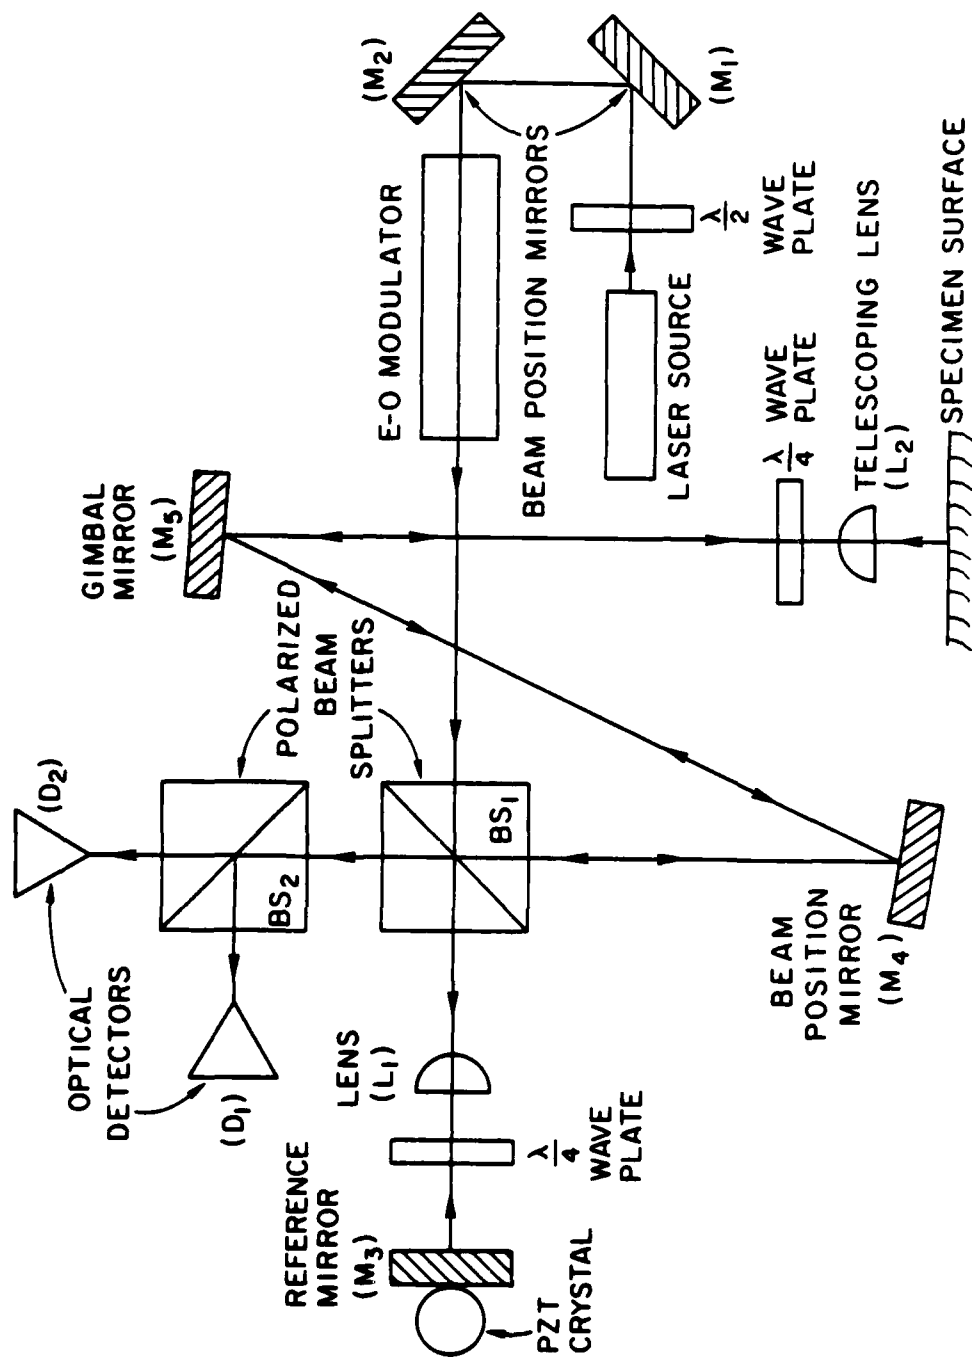 OPTICAL
DETECTORS
(D1)
(D2)
BS2
POLARIZED
BEAM
SPLITTERS
BS1
GIMBAL
MIRROR
(M5)
E-O MODULATOR
(M2)
BEAM POSITION MIRRORS
(M1)
LASER SOURCE
λ/2
WAVE
PLATE
REFERENCE
MIRROR
(M3)
PZT
CRYSTAL
λ/4
WAVE
PLATE
LENS
(L1)
BEAM
POSITION
MIRROR
(M4)
λ/4
WAVE
PLATE
TELESCOPING LENS
(L2)
SPECIMEN SURFACE